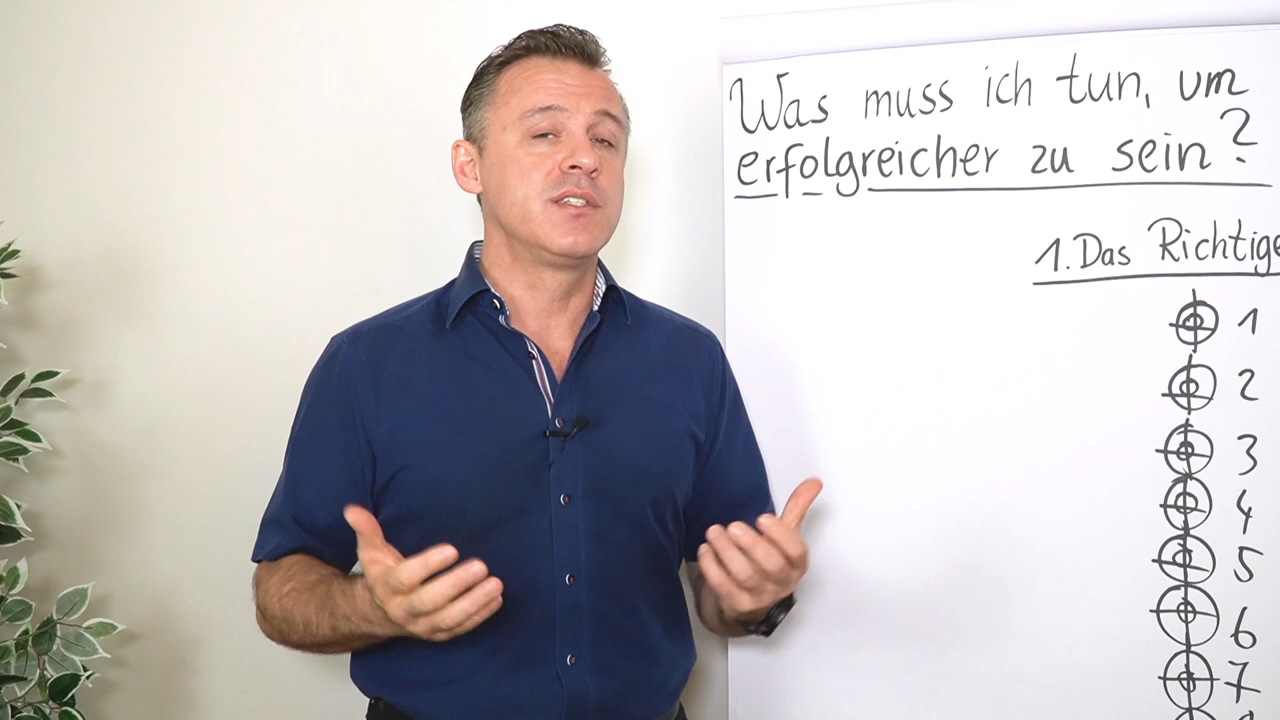 Was muss ich tun, um
erfolgreicher zu sein?
1. Das Richtige
1
2
3
4
5
6
7